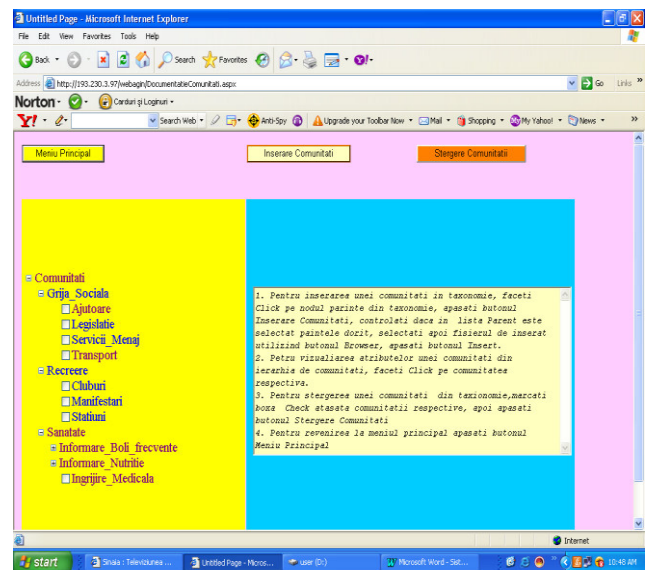 Untitled Page - Microsoft Internet Explorer
File Edit View Favorites Tools Help
Back Search Favorites
Address http://193.230.3.97/webagin/DocumentatieComunitati.aspx Go Links »
Norton Carduri și Loginuri
Y! Search Web Anti-Spy Upgrade your Toolbar Now Mail Shopping My Yahoo! News »
Meniu Principal Inserare Comunitati Stergere Comunitatii
Comunitati
Grija_Sociala
Ajutoare
Legislatie
Servicii_Menaj
Transport
Recreere
Cluburi
Manifestari
Statiuni
Sanatate
Informare_Boli_frecvente
Informare_Nutritie
Ingrijire_Medicala
1. Pentru inserarea unei comunitati in taxonomie, faceti
Click pe nodul parinte din taxonomie, apasati butonul
Inserare Comunitati, controlati daca in lista Parent este
selectat paintele dorit, selectati apoi fisierul de inserat
utilizind butonul Browser, apasati butonul Insert.
2. Petru vizualiarea atributelor unei comunitati din
ierarhia de comunitati, faceti Click pe comunitatea
respectiva.
3. Pentru stergerea unei comunitati din taxionomie,marcati
boxa Check atasata comunitatii respective, apoi apasati
butonul Stergere Comunitati
4. Pentru revenirea la meniul principal apasati butonul
Meniu Principal
Internet
start Sinaia : Televiziunea ... Untitled Page - Micros... user (D:) Microsoft Word - Sist... 10:48 AM